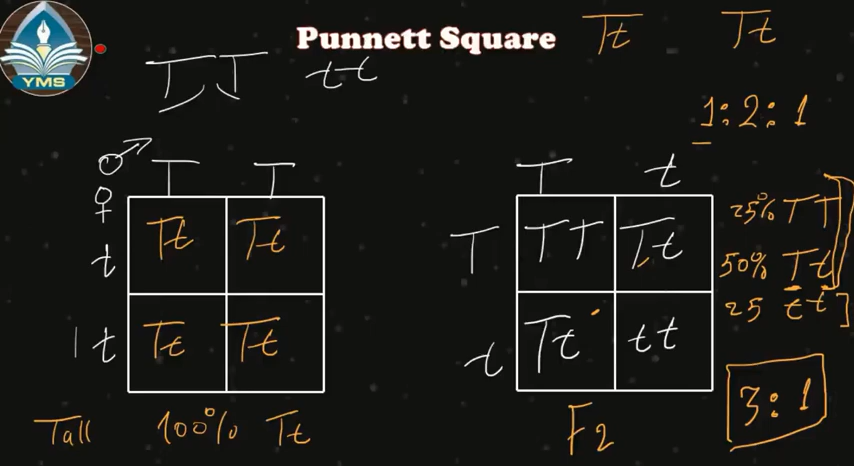 Punnett Square
YMS
TT tt
Tt Tt
1:2:1
♂ T T
♀
t Tt Tt
t Tt Tt
Tall 100% Tt
T t
T TT Tt
t Tt tt
F2
25% TT
50% Tt
25 tt
3:1